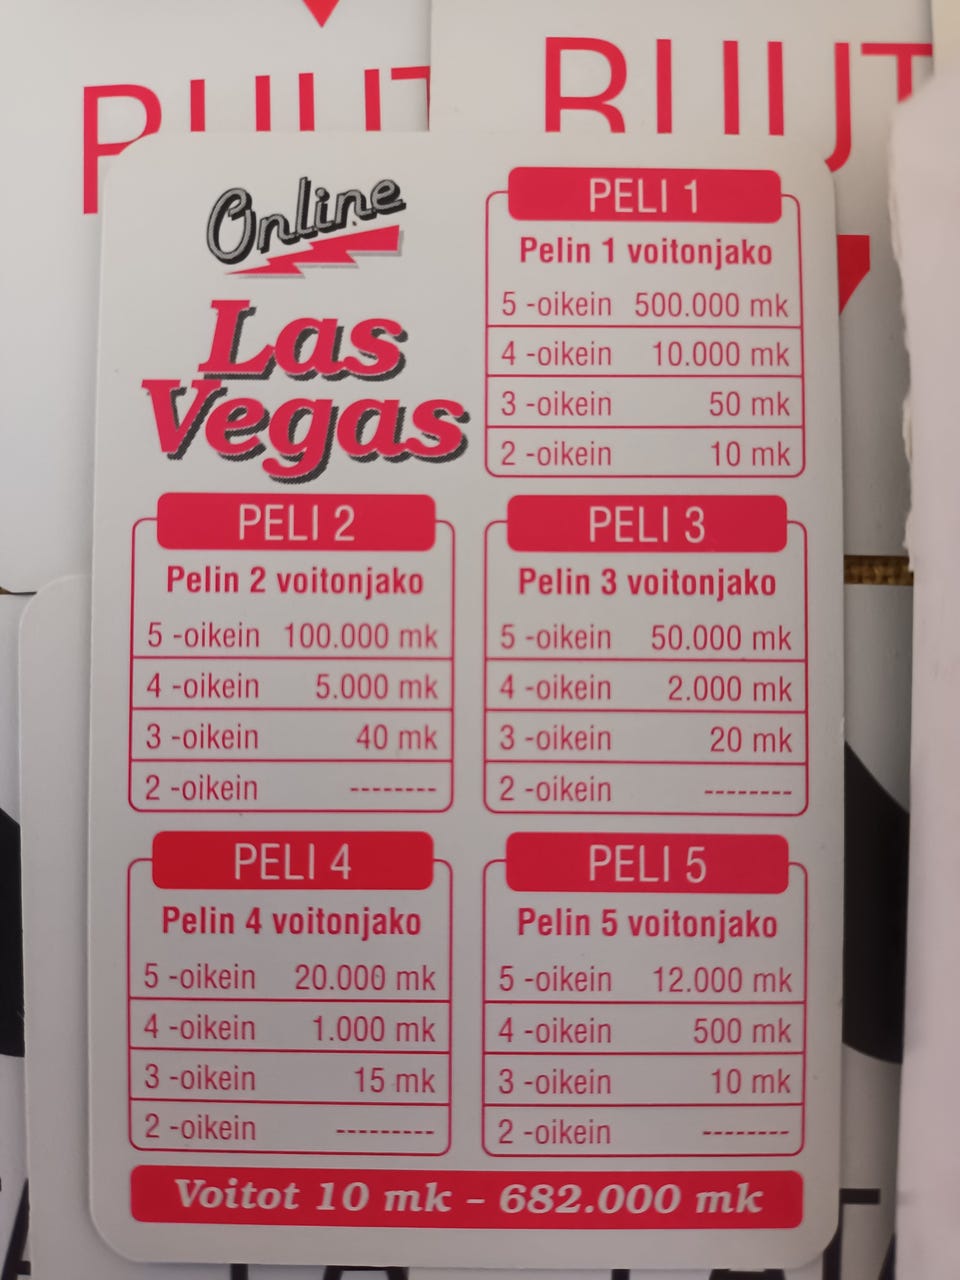 Online
Las
Vegas
PELI 1
Pelin 1 voitonjako
5 -oikein 500.000 mk
4 -oikein 10.000 mk
3 -oikein 50 mk
2 -oikein 10 mk
PELI 2
Pelin 2 voitonjako
5 -oikein 100.000 mk
4 -oikein 5.000 mk
3 -oikein 40 mk
2 -oikein --------
PELI 3
Pelin 3 voitonjako
5 -oikein 50.000 mk
4 -oikein 2.000 mk
3 -oikein 20 mk
2 -oikein --------
PELI 4
Pelin 4 voitonjako
5 -oikein 20.000 mk
4 -oikein 1.000 mk
3 -oikein 15 mk
2 -oikein ---------
PELI 5
Pelin 5 voitonjako
5 -oikein 12.000 mk
4 -oikein 500 mk
3 -oikein 10 mk
2 -oikein --------
Voitot 10 mk - 682.000 mk